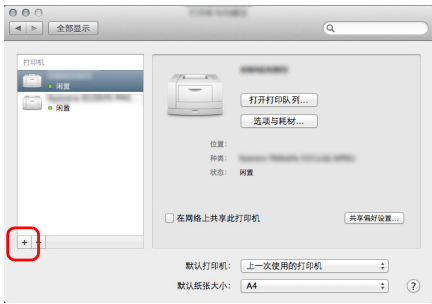 全部显示
打印机
闲置
闲置
打开打印队列...
选项与耗材...
位置:
种类:
状态: 闲置
在网络上共享此打印机
共享偏好设置...
+ −
默认打印机: 上一次使用的打印机
默认纸张大小: A4
?